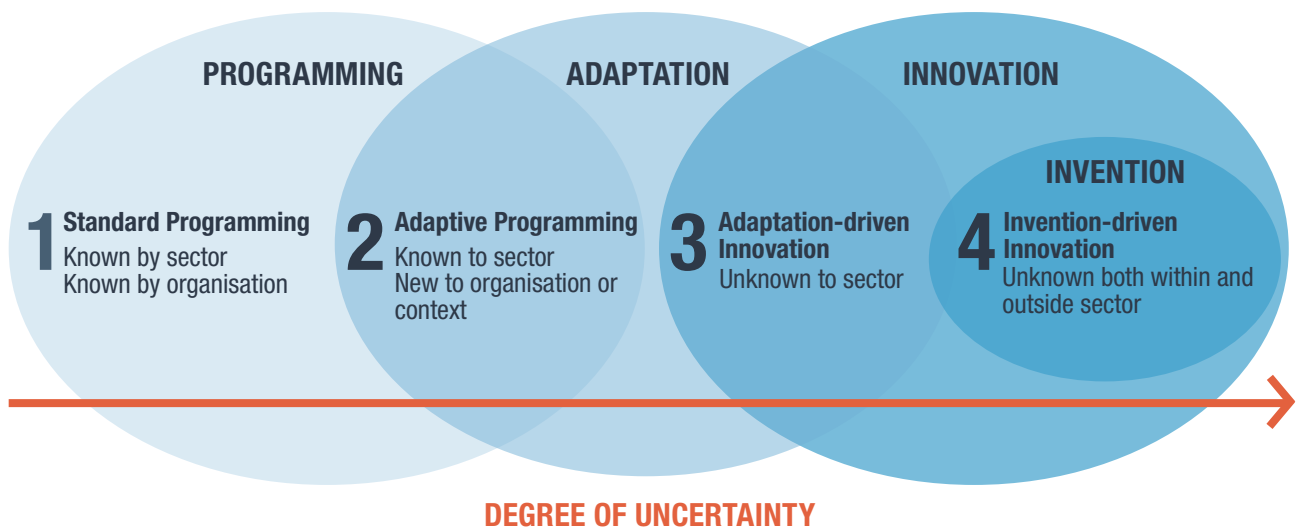 PROGRAMMING
ADAPTATION
INNOVATION
INVENTION
1
Standard Programming
Known by sector
Known by organisation
2
Adaptive Programming
Known to sector
New to organisation or
context
3
Adaptation-driven
Innovation
Unknown to sector
4
Invention-driven
Innovation
Unknown both within and
outside sector
DEGREE OF UNCERTAINTY